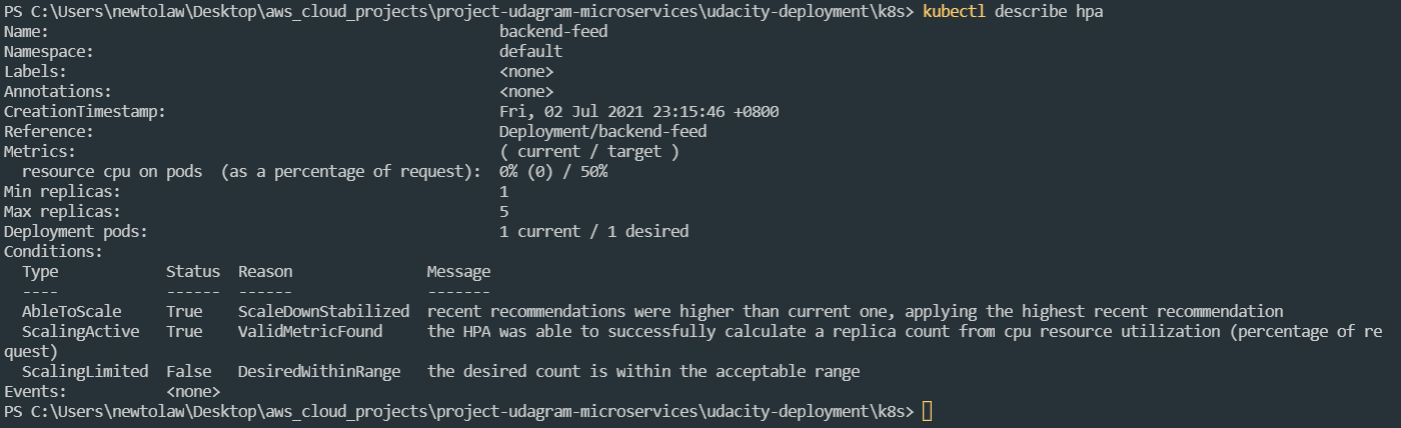 PS C:\Users\newtolaw\Desktop\aws_cloud_projects\project-udagram-microservices\udacity-deployment\k8s> kubectl describe hpa
Name:                                                  backend-feed
Namespace:                                             default
Labels:                                                <none>
Annotations:                                           <none>
CreationTimestamp:                                     Fri, 02 Jul 2021 23:15:46 +0800
Reference:                                             Deployment/backend-feed
Metrics:                                               ( current / target )
  resource cpu on pods  (as a percentage of request):  0% (0) / 50%
Min replicas:                                          1
Max replicas:                                          5
Deployment pods:                                       1 current / 1 desired
Conditions:
  Type            Status  Reason               Message
  ----            ------  ------               -------
  AbleToScale     True    ScaleDownStabilized  recent recommendations were higher than current one, applying the highest recent recommendation
  ScalingActive   True    ValidMetricFound     the HPA was able to successfully calculate a replica count from cpu resource utilization (percentage of re
quest)
  ScalingLimited  False   DesiredWithinRange   the desired count is within the acceptable range
Events:           <none>
PS C:\Users\newtolaw\Desktop\aws_cloud_projects\project-udagram-microservices\udacity-deployment\k8s>